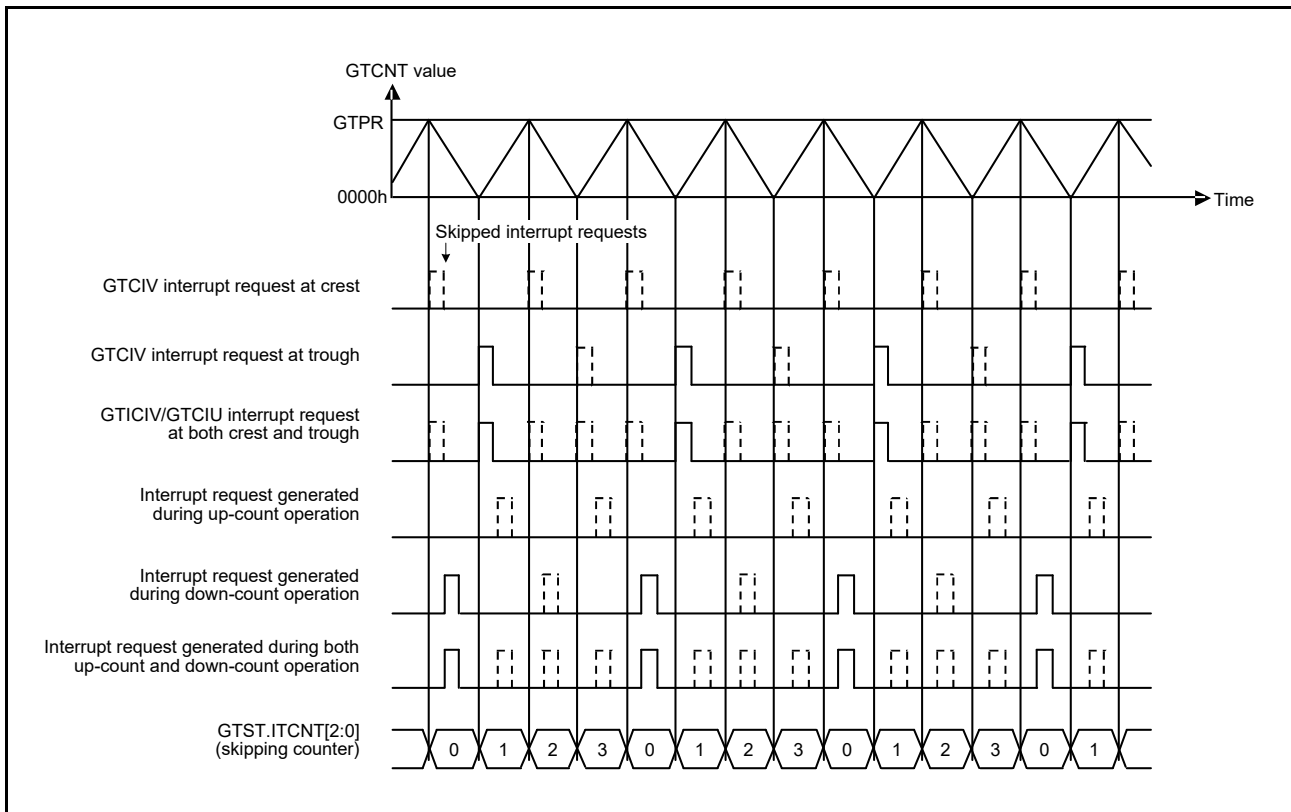 GTCNT value
GTPR
0000h
Time
Skipped interrupt requests
GTCIV interrupt request at crest
GTCIV interrupt request at trough
GTICIV/GTCIU interrupt request
at both crest and trough
Interrupt request generated
during up-count operation
Interrupt request generated
during down-count operation
Interrupt request generated during both
up-count and down-count operation
GTST.ITCNT[2:0]
(skipping counter)
0 1 2 3 0 1 2 3 0 1 2 3 0 1